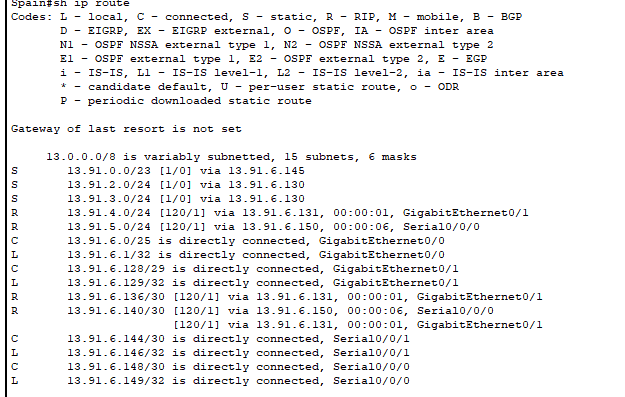 Spain#sh ip route
Codes: L - local, C - connected, S - static, R - RIP, M - mobile, B - BGP
D - EIGRP, EX - EIGRP external, O - OSPF, IA - OSPF inter area
N1 - OSPF NSSA external type 1, N2 - OSPF NSSA external type 2
E1 - OSPF external type 1, E2 - OSPF external type 2, E - EGP
i - IS-IS, L1 - IS-IS level-1, L2 - IS-IS level-2, ia - IS-IS inter area
* - candidate default, U - per-user static route, o - ODR
P - periodic downloaded static route
Gateway of last resort is not set
13.0.0.0/8 is variably subnetted, 15 subnets, 6 masks
S 13.91.0.0/23 [1/0] via 13.91.6.145
S 13.91.2.0/24 [1/0] via 13.91.6.130
S 13.91.3.0/24 [1/0] via 13.91.6.130
R 13.91.4.0/24 [120/1] via 13.91.6.131, 00:00:01, GigabitEthernet0/1
R 13.91.5.0/24 [120/1] via 13.91.6.150, 00:00:06, Serial0/0/0
C 13.91.6.0/25 is directly connected, GigabitEthernet0/0
L 13.91.6.1/32 is directly connected, GigabitEthernet0/0
C 13.91.6.128/29 is directly connected, GigabitEthernet0/1
L 13.91.6.129/32 is directly connected, GigabitEthernet0/1
R 13.91.6.136/30 [120/1] via 13.91.6.131, 00:00:01, GigabitEthernet0/1
R 13.91.6.140/30 [120/1] via 13.91.6.150, 00:00:06, Serial0/0/0
[120/1] via 13.91.6.131, 00:00:01, GigabitEthernet0/1
C 13.91.6.144/30 is directly connected, Serial0/0/1
L 13.91.6.146/32 is directly connected, Serial0/0/1
C 13.91.6.148/30 is directly connected, Serial0/0/0
L 13.91.6.149/32 is directly connected, Serial0/0/0